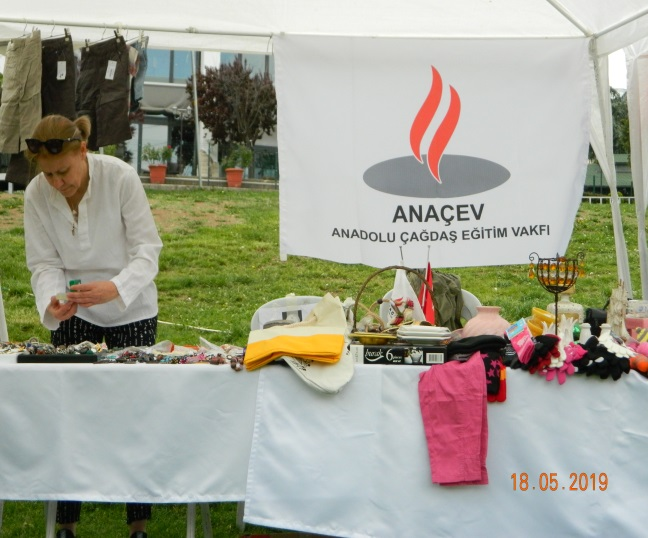 ANAÇEV
ANADOLU ÇAĞDAŞ EĞİTİM VAKFI
18.05.2019